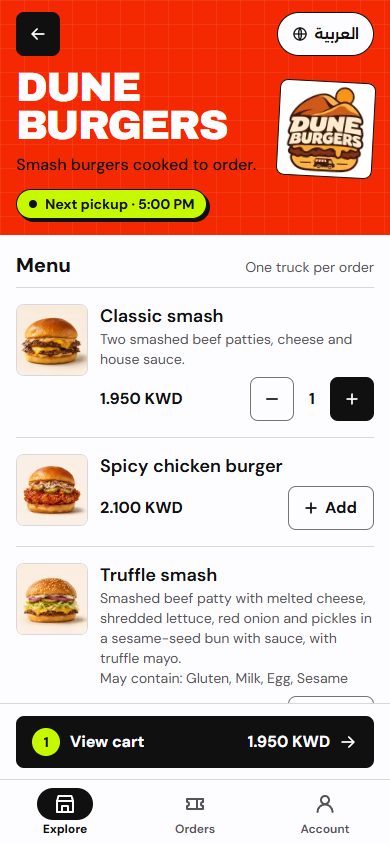 العربية
DUNE
BURGERS
DUNE
BURGERS
Smash burgers cooked to order.
Next pickup · 5:00 PM
Menu
One truck per order
Classic smash
Two smashed beef patties, cheese and
house sauce.
1.950 KWD
− 1 +
Spicy chicken burger
2.100 KWD
+ Add
Truffle smash
Smashed beef patty with melted cheese,
shredded lettuce, red onion and pickles in
a sesame-seed bun with sauce, with
truffle mayo.
May contain: Gluten, Milk, Egg, Sesame
1 View cart 1.950 KWD →
Explore
Orders
Account